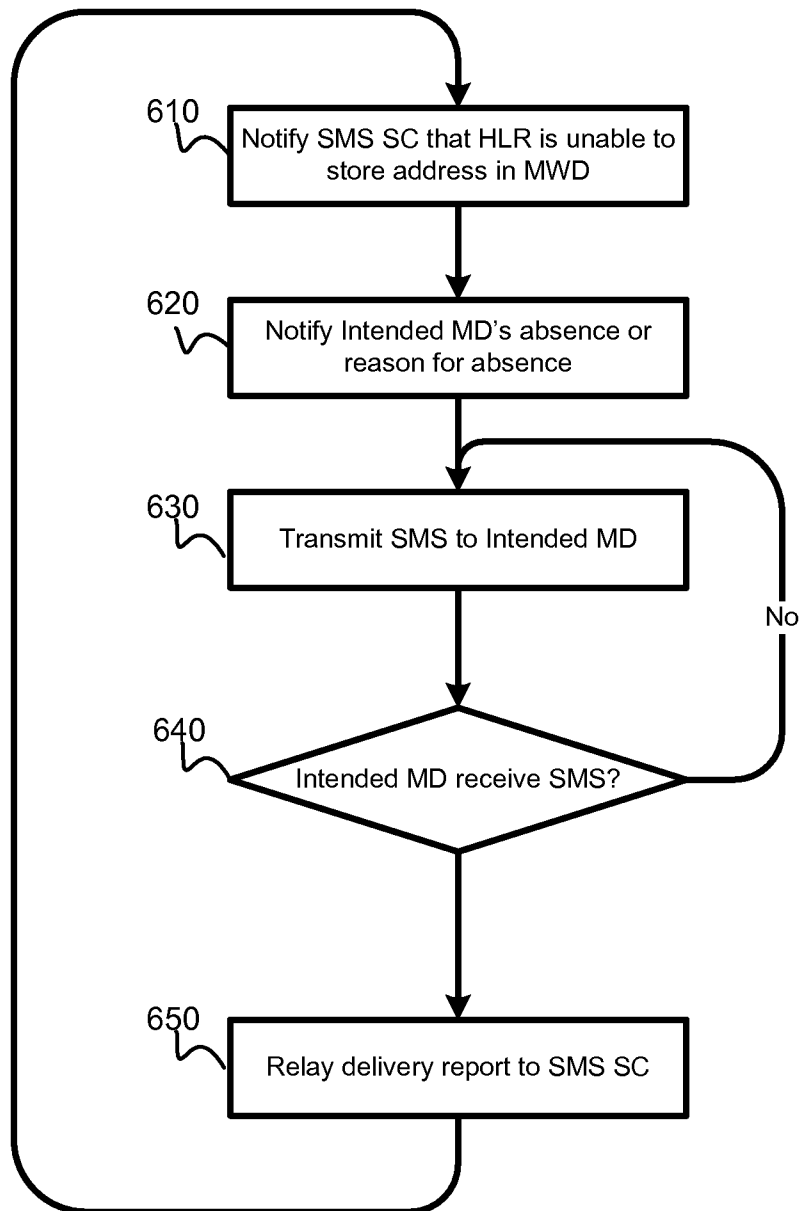 610
Notify SMS SC that HLR is unable to
store address in MWD
620
Notify Intended MD's absence or
reason for absence
630
Transmit SMS to Intended MD
No
640
Intended MD receive SMS?
650
Relay delivery report to SMS SC